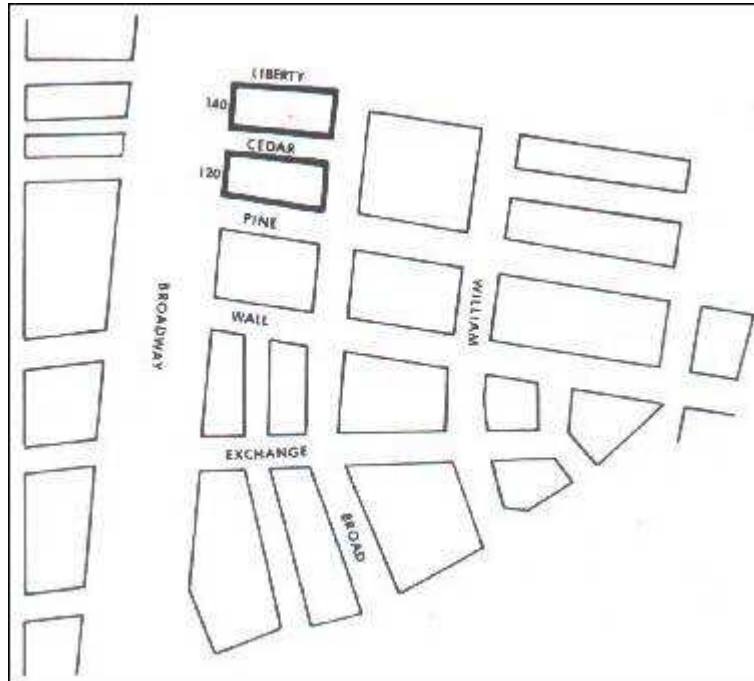 LIBERTY
140
CEDAR
120
PINE
BROADWAY
WALL
WILLIAM
EXCHANGE
BROAD